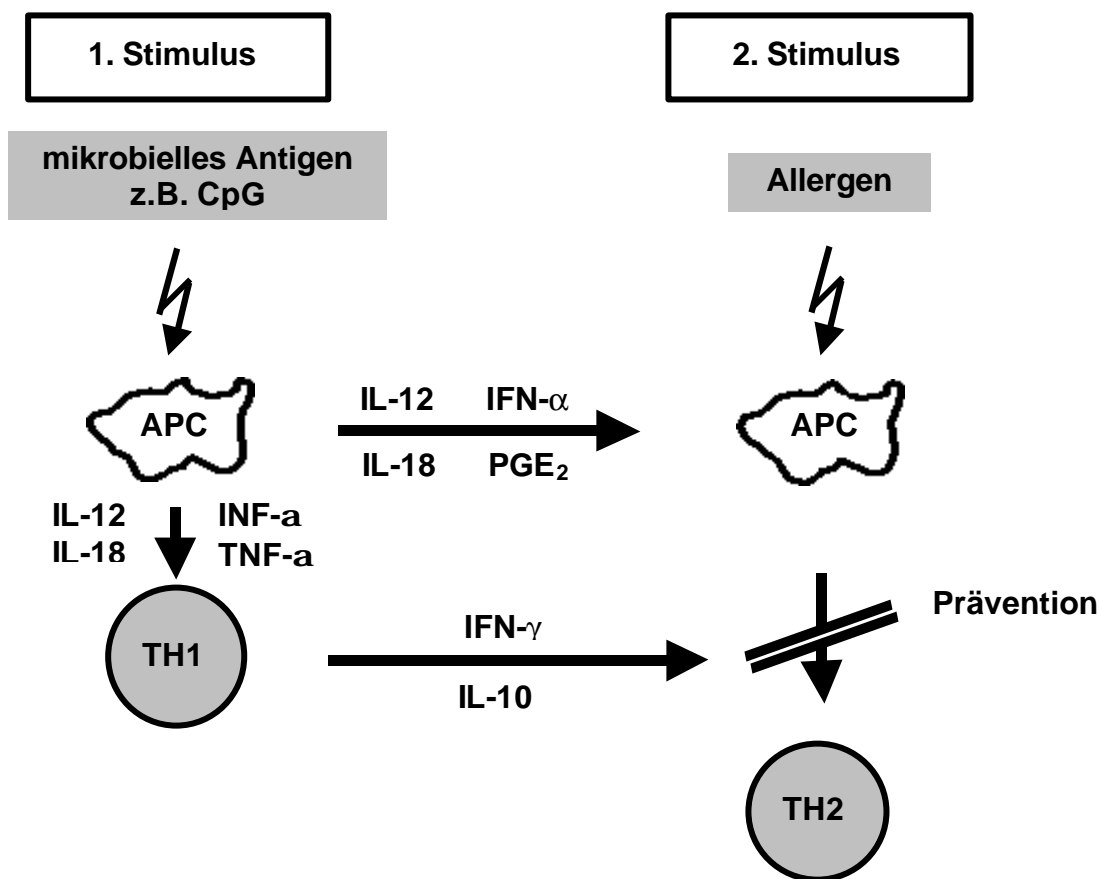 1. Stimulus
2. Stimulus
mikrobielles Antigen
z.B. CpG
Allergen
APC
IL-12 IFN-α
IL-18 PGE₂
APC
IL-12 INF-a
IL-18 TNF-a
Prävention
TH1
IFN-γ
IL-10
TH2